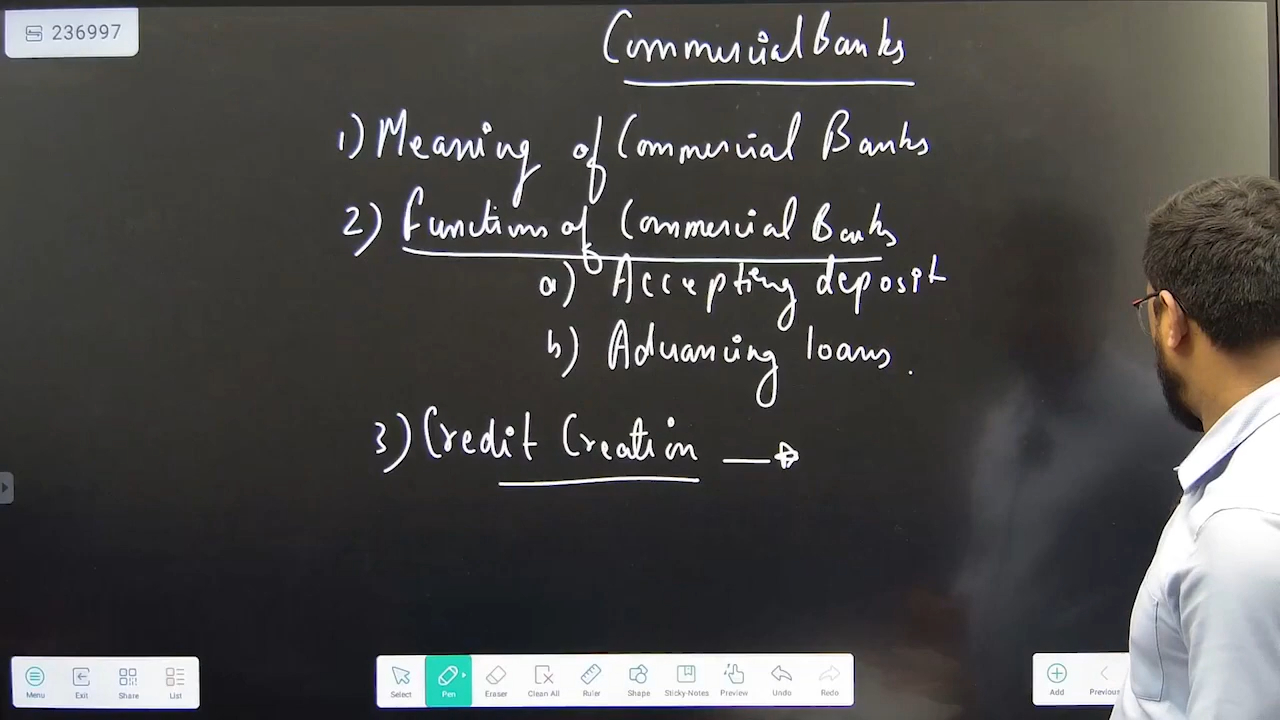 236997
Commercial Banks
1) Meaning of Commercial Banks
2) Functions of Commercial Banks
a) Accepting deposit
b) Advancing loans.
3) Credit Creation →
Menu Exit Share List
Select Pen Eraser Clean All Ruler Shape Sticky-Notes Preview Undo Redo
Add Previous